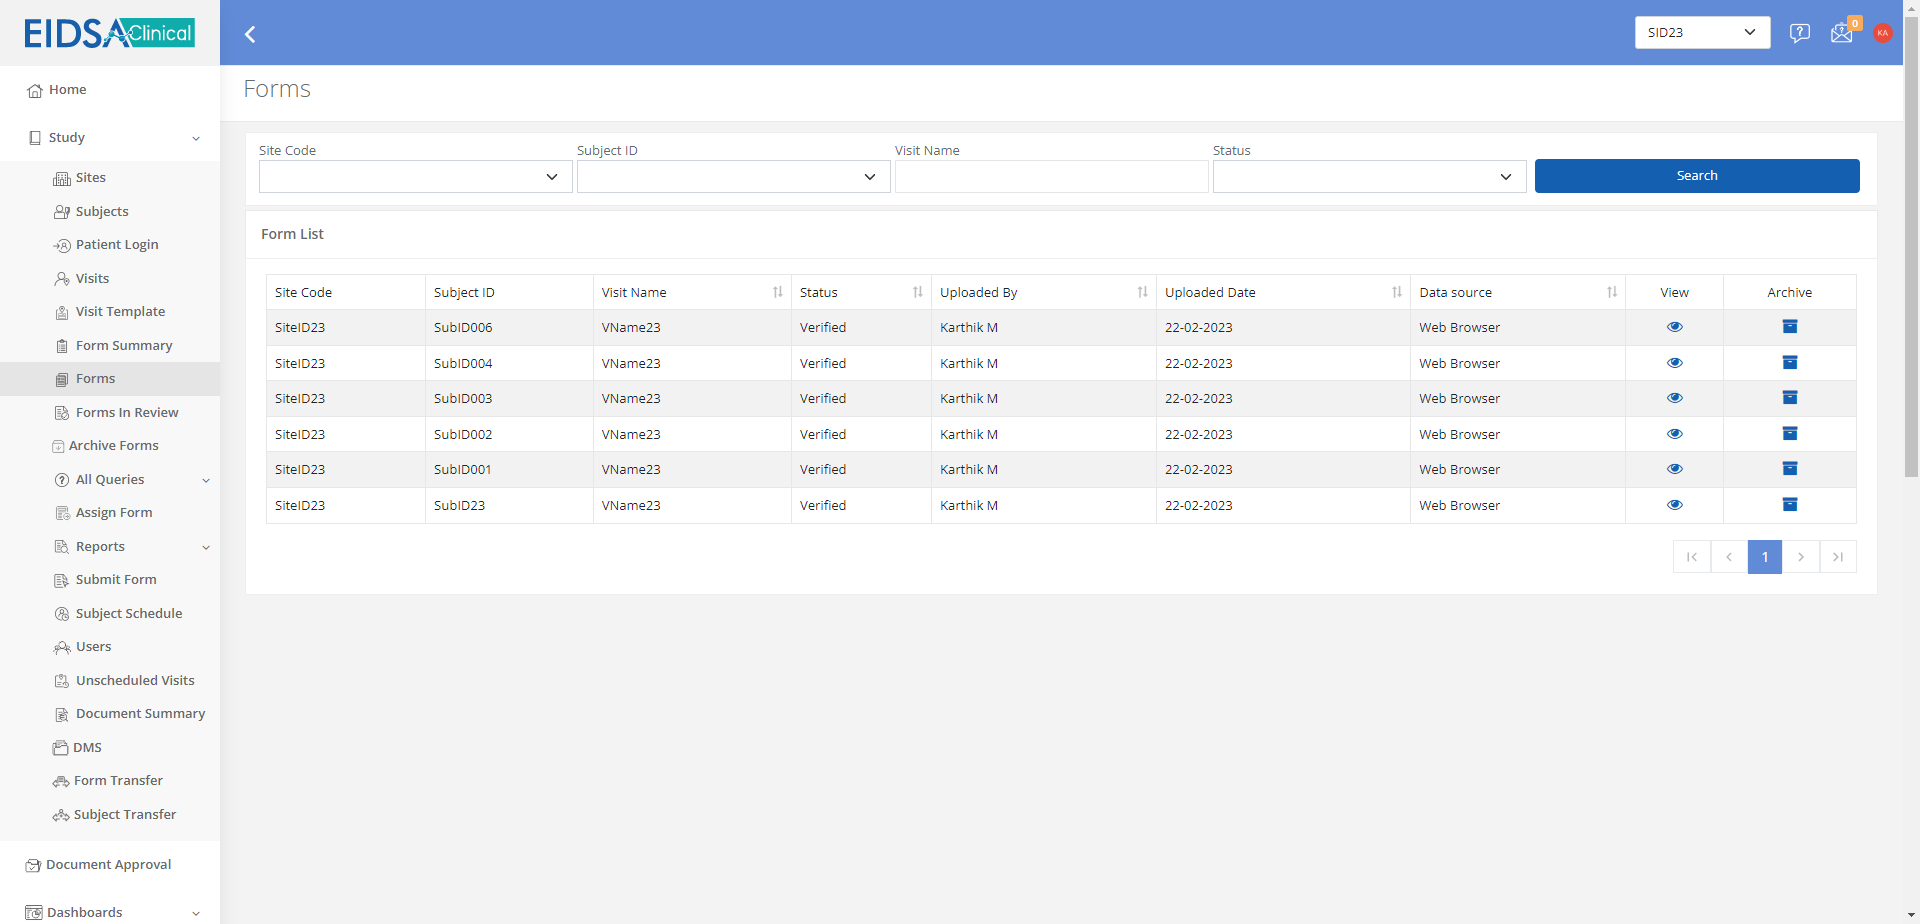 EIDSA Clinical
SID23
0
KA
Home
Study
Sites
Subjects
Patient Login
Visits
Visit Template
Form Summary
Forms
Forms In Review
Archive Forms
All Queries
Assign Form
Reports
Submit Form
Subject Schedule
Users
Unscheduled Visits
Document Summary
DMS
Form Transfer
Subject Transfer
Document Approval
Dashboards
Forms
Site Code Subject ID Visit Name Status
Search
Form List
Site Code Subject ID Visit Name Status Uploaded By Uploaded Date Data source View Archive
SiteID23 SubID006 VName23 Verified Karthik M 22-02-2023 Web Browser
SiteID23 SubID004 VName23 Verified Karthik M 22-02-2023 Web Browser
SiteID23 SubID003 VName23 Verified Karthik M 22-02-2023 Web Browser
SiteID23 SubID002 VName23 Verified Karthik M 22-02-2023 Web Browser
SiteID23 SubID001 VName23 Verified Karthik M 22-02-2023 Web Browser
SiteID23 SubID23 VName23 Verified Karthik M 22-02-2023 Web Browser
1